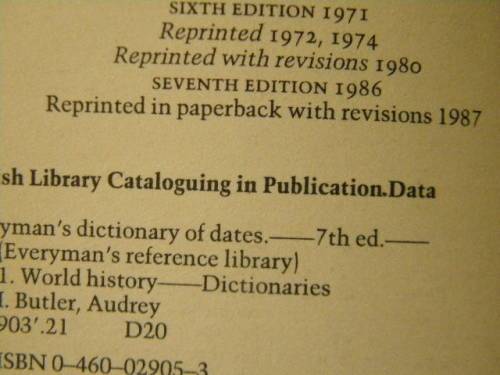 SIXTH EDITION 1971
Reprinted 1972, 1974
Reprinted with revisions 1980
SEVENTH EDITION 1986
Reprinted in paperback with revisions 1987
sh Library Cataloguing in Publication.Data
yman's dictionary of dates.—7th ed.—
(Everyman's reference library)
1. World history—Dictionaries
I. Butler, Audrey
903'.21 D20
ISBN 0–460–02905–3